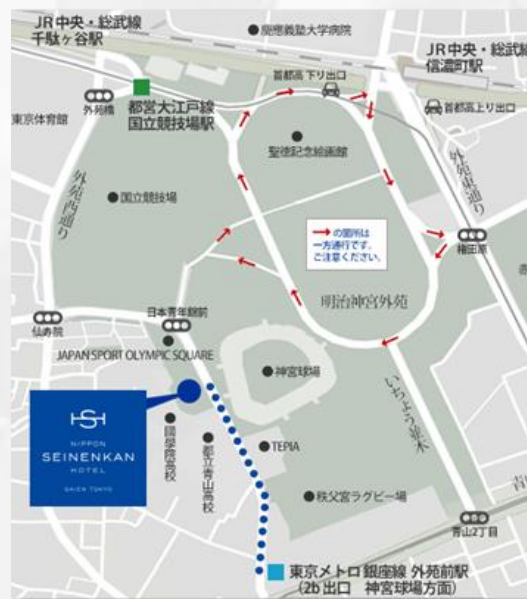 JR中央・総武線
千駄ヶ谷駅
慶應義塾大学病院
JR中央・総武線
信濃町駅
首都高 下り出口
首都高上り出口
外苑橋
都営大江戸線
国立競技場駅
東京体育館
聖徳記念絵画館
外苑東通り
国立競技場
外苑西通り
権田原
の箇所は
一方通行です。
ご注意ください。
明治神宮外苑
仙寿院
日本青年館前
JAPAN SPORT OLYMPIC SQUARE
神宮球場
いちょう並木
HSH
NIPPON
SEINENKAN
HOTEL
GAIEN TOKYO
國學院高校
都立青山高校
TEPIA
秩父宮ラグビー場
青山2丁目
東京メトロ 銀座線 外苑前駅
(2b 出口 神宮球場方面)